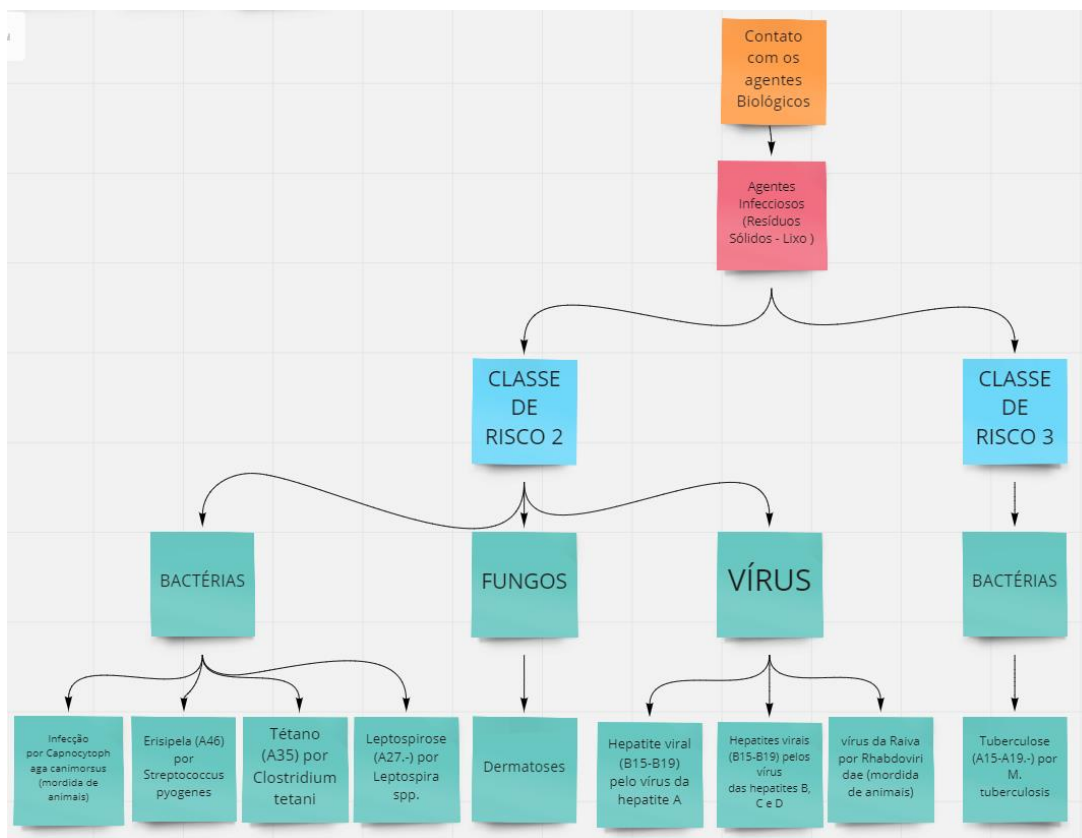 Contato
com os
agentes
Biológicos
Agentes
Infecciosos
(Resíduos
Sólidos - Lixo )
CLASSE
DE
RISCO 2
CLASSE
DE
RISCO 3
BACTÉRIAS
FUNGOS
VÍRUS
BACTÉRIAS
Infecção
por Capnocytoph
aga canimorsus
(mordida de
animais)
Erisipela (A46)
por
Streptococcus
pyogenes
Tétano
(A35) por
Clostridium
tetani
Leptospirose
(A27.-) por
Leptospira
spp.
Dermatoses
Hepatite viral
(B15-B19)
pelo vírus da
hepatite A
Hepatites virais
(B15-B19) pelos
vírus
das hepatites B,
C e D
vírus da Raiva
por Rhabdoviri
dae (mordida
de animais)
Tuberculose
(A15-A19.-) por
M.
tuberculosis